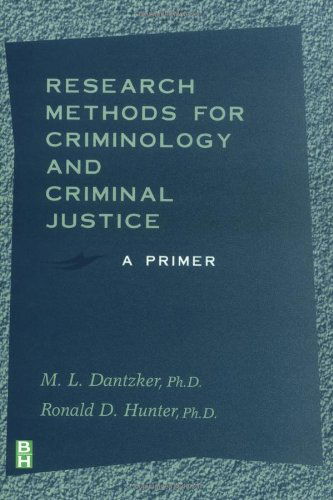 RESEARCH
METHODS FOR
CRIMINOLOGY
AND
CRIMINAL
JUSTICE
A PRIMER
M. L. Dantzker, Ph.D.
Ronald D. Hunter, Ph.D.
B
H